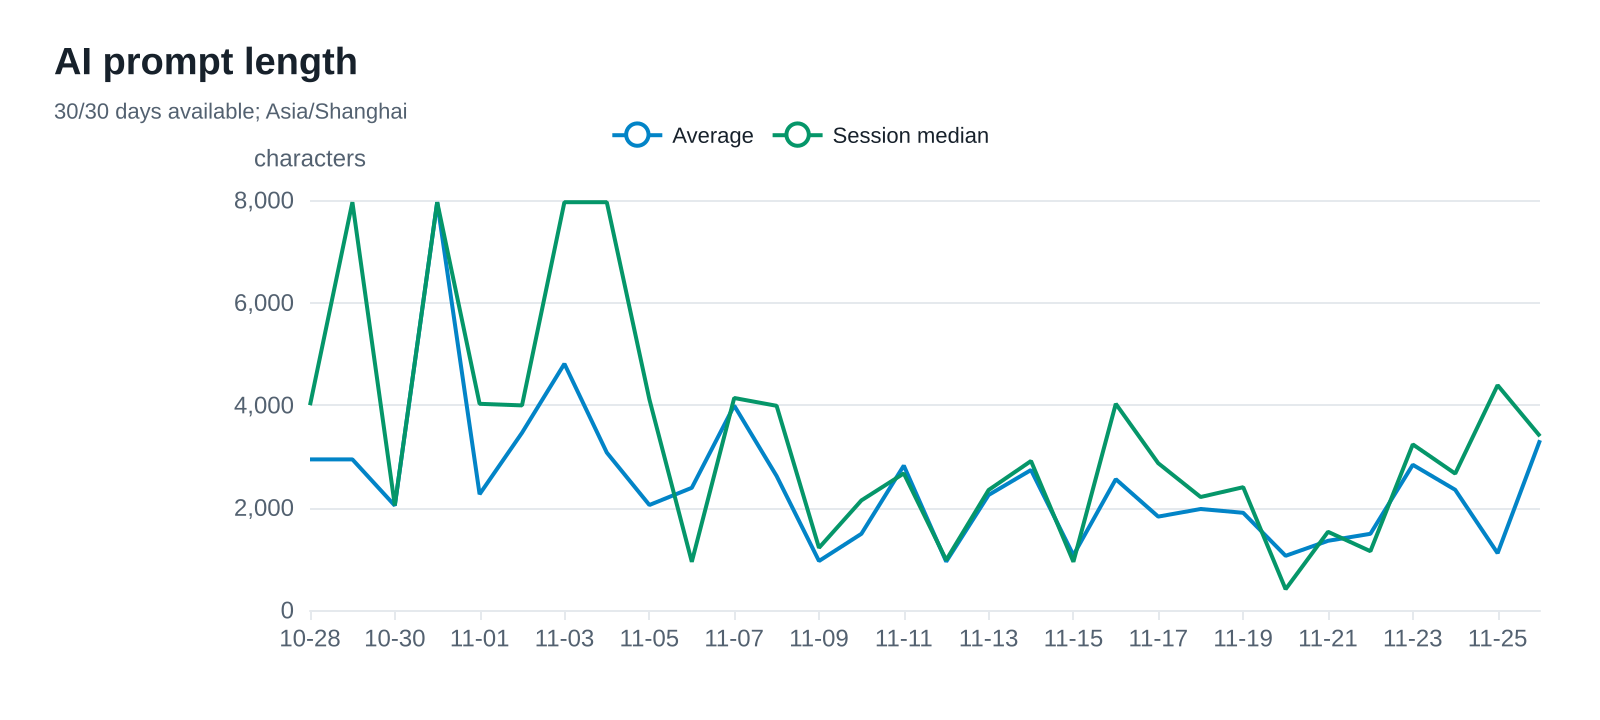 AI prompt length
30/30 days available; Asia/Shanghai
Average Session median
characters
8,000
6,000
4,000
2,000
0
10-28 10-30 11-01 11-03 11-05 11-07 11-09 11-11 11-13 11-15 11-17 11-19 11-21 11-23 11-25